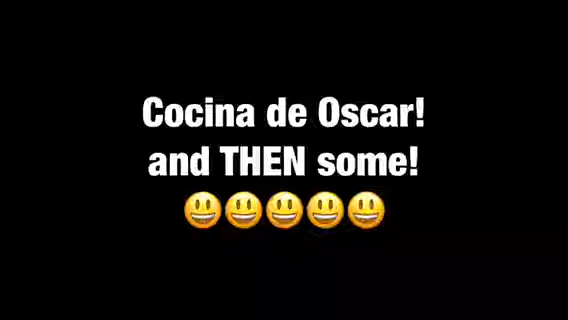 Cocina de Oscar!
and THEN some!
😃😃😃😃😃